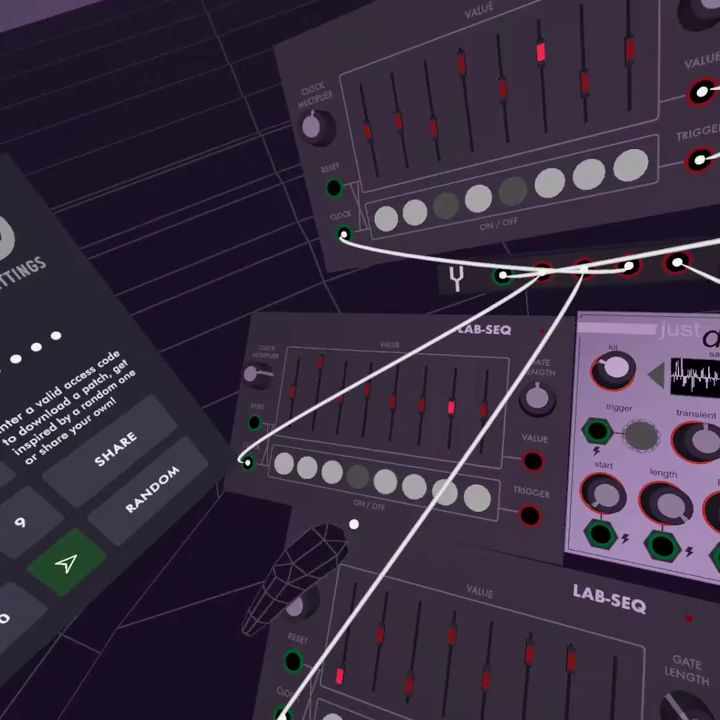 VALUE
CLOCK
MULTIPLIER
RESET
CLOCK
ON / OFF
VALUE
TRIGGER
ETTINGS
nter a valid access code
to download a patch, get
inspired by a random one
or share your own!
SHARE
RANDOM
9
LAB-SEQ
VALUE
CLOCK
MULTIPLIER
RESET
ON / OFF
GATE
LENGTH
VALUE
TRIGGER
just
kit
trigger
transient
start
length
LAB-SEQ
VALUE
RESET
GATE
LENGTH